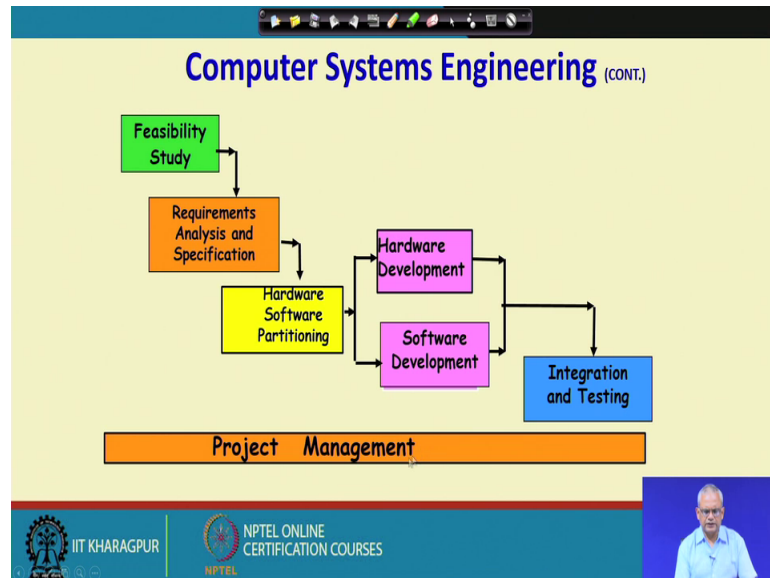 Computer Systems Engineering (CONT.)
Feasibility
Study
Requirements
Analysis and
Specification
Hardware
Software
Partitioning
Hardware
Development
Software
Development
Integration
and Testing
Project Management
IIT KHARAGPUR
NPTEL
NPTEL ONLINE
CERTIFICATION COURSES